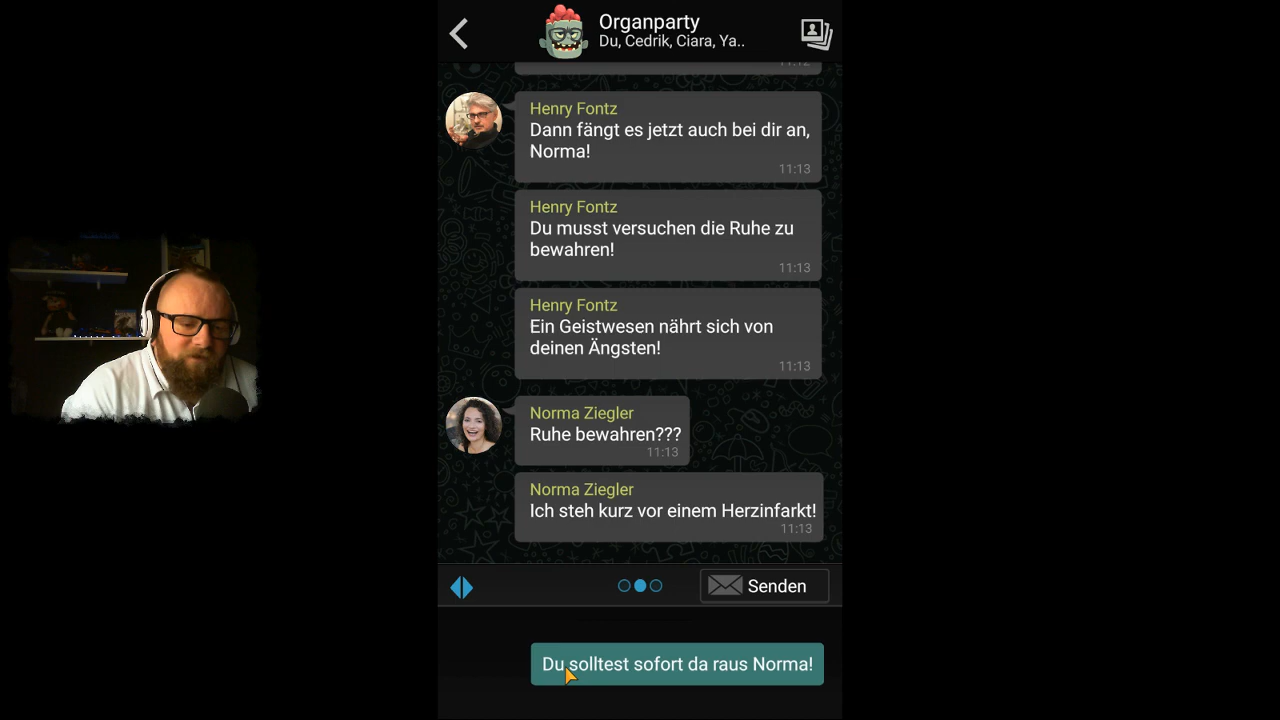 Organparty
Du, Cedrik, Ciara, Ya..
11:12
Henry Fontz
Dann fängt es jetzt auch bei dir an,
Norma!
11:13
Henry Fontz
Du musst versuchen die Ruhe zu
bewahren!
11:13
Henry Fontz
Ein Geistwesen nährt sich von
deinen Ängsten!
11:13
Norma Ziegler
Ruhe bewahren???
11:13
Norma Ziegler
Ich steh kurz vor einem Herzinfarkt!
11:13
Senden
Du solltest sofort da raus Norma!